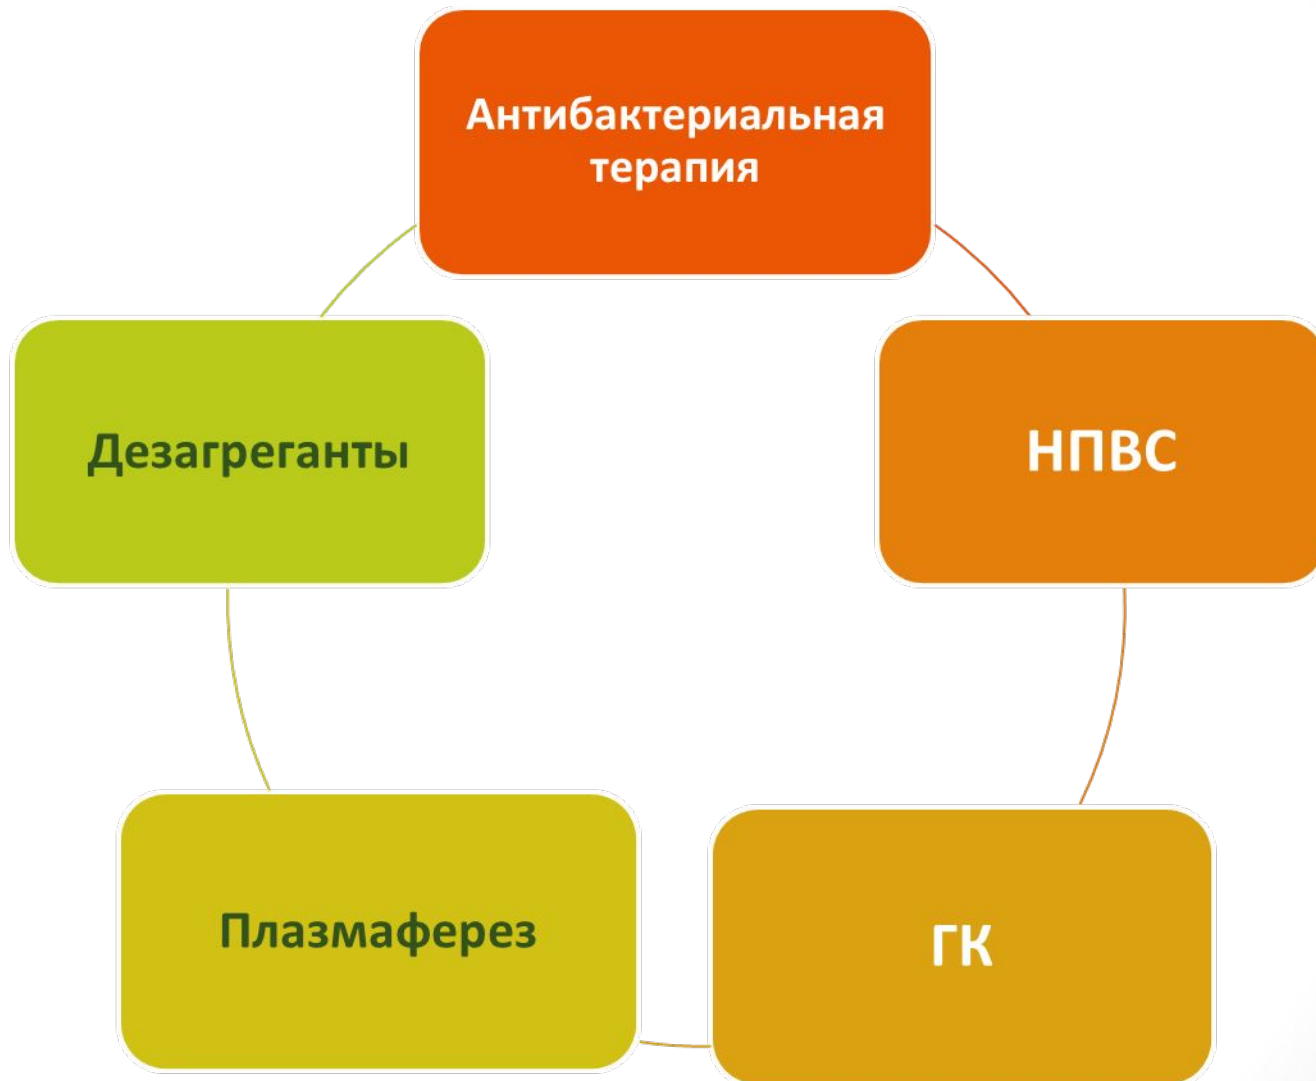 Антибактериальная
терапия
Дезагреганты
НПВС
Плазмаферез
ГК